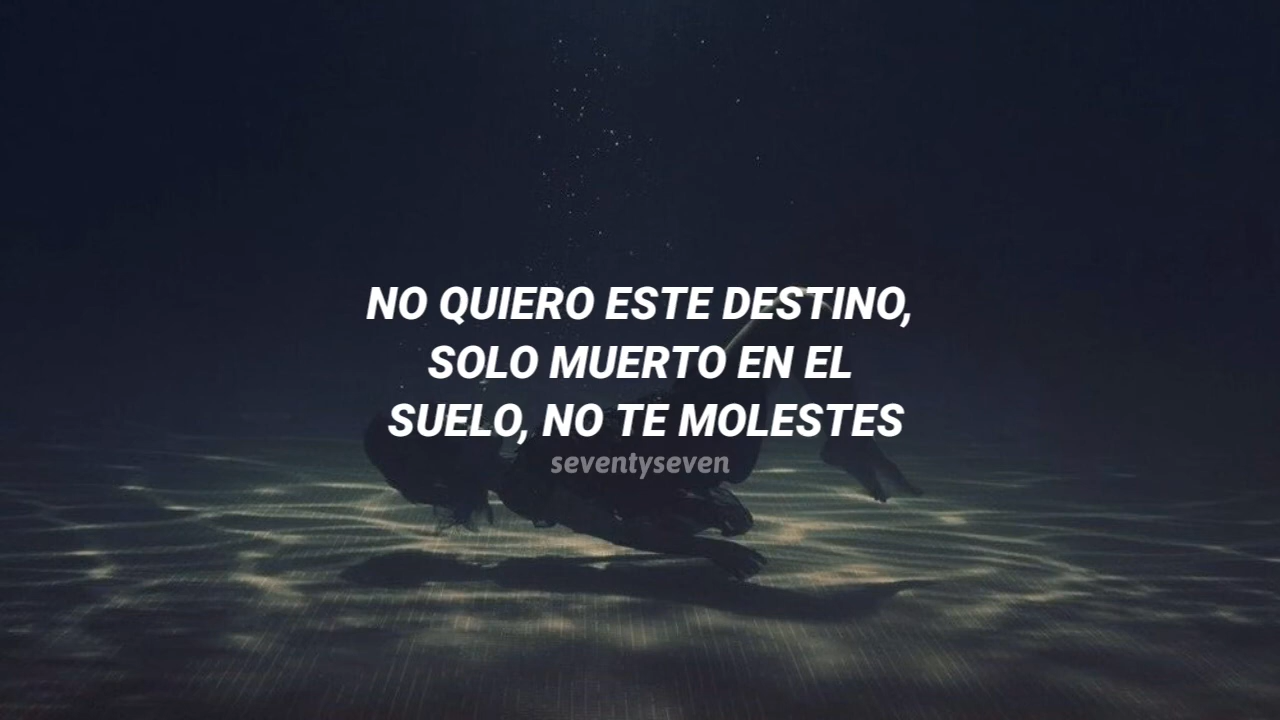 NO QUIERO ESTE DESTINO,
SOLO MUERTO EN EL
SUELO, NO TE MOLESTES
seventyseven